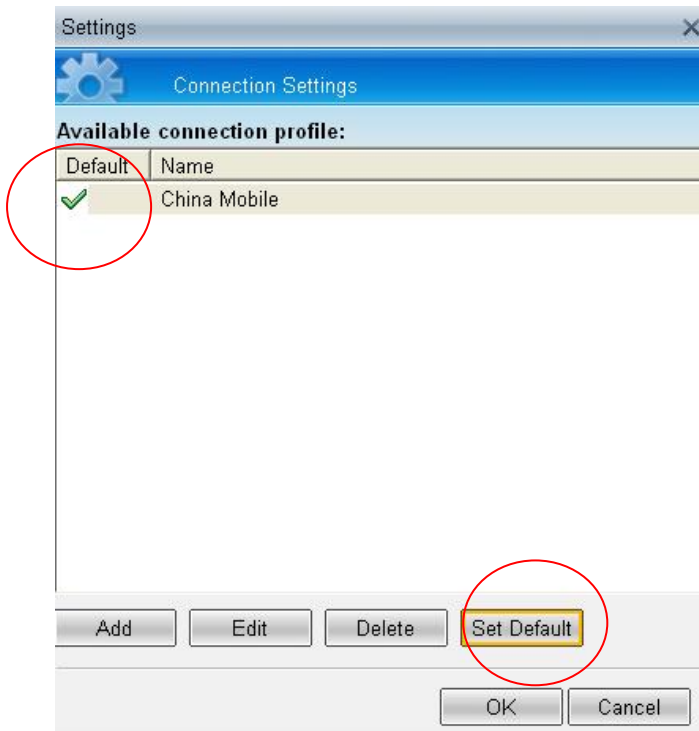 Settings
Connection Settings
Available connection profile:
Default Name
China Mobile
Add Edit Delete Set Default
OK Cancel